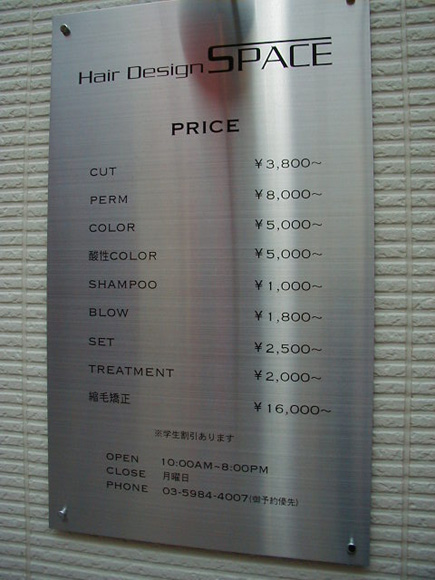 Hair Design SPACE
PRICE
CUT ¥3,800~
PERM ¥8,000~
COLOR ¥5,000~
酸性COLOR ¥5,000~
SHAMPOO ¥1,000~
BLOW ¥1,800~
SET ¥2,500~
TREATMENT ¥2,000~
縮毛矯正 ¥16,000~
※学生割引あります
OPEN 10:00AM~8:00PM
CLOSE 月曜日
PHONE 03-5984-4007(御予約優先)